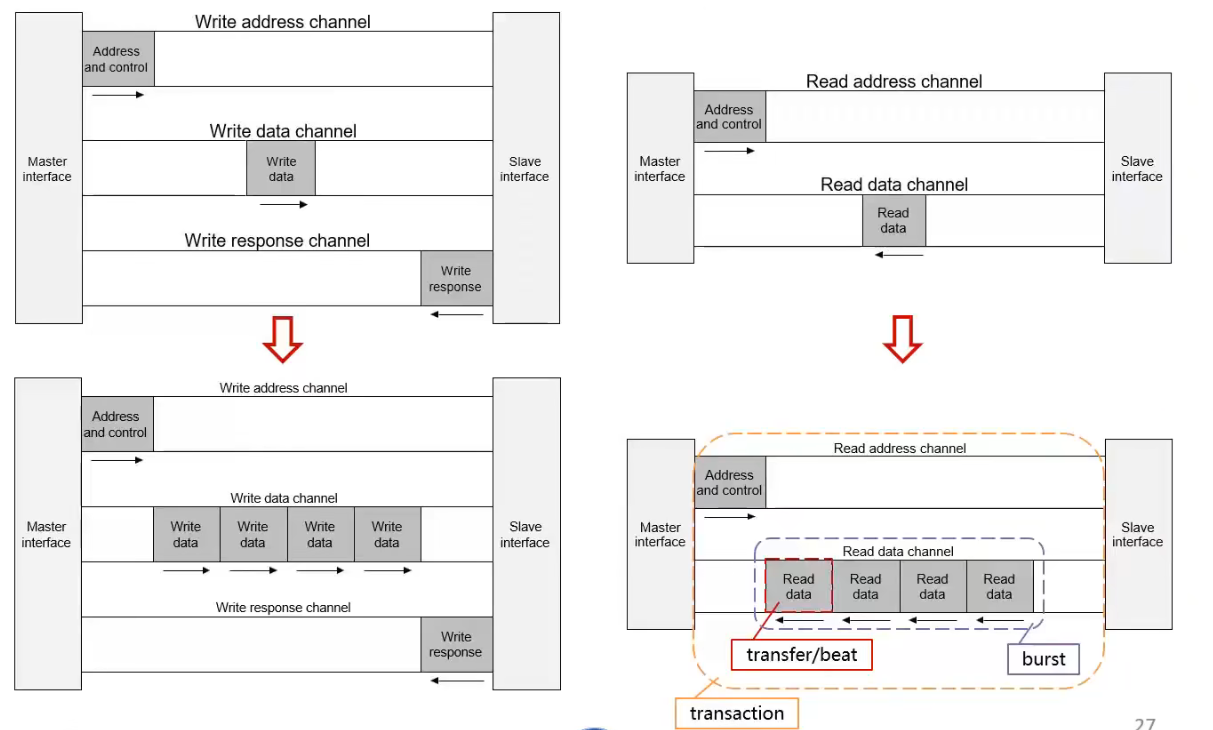 Write address channel
Address
and control
Write data channel
Master
interface
Write
data
Slave
interface
Write response channel
Write
response
Read address channel
Address
and control
Master
interface
Slave
interface
Read data channel
Read
data
Write address channel
Address
and control
Write data channel
Master
interface
Write
data
Write
data
Write
data
Write
data
Slave
interface
Write response channel
Write
response
Read address channel
Address
and control
Master
interface
Slave
interface
Read data channel
Read
data
Read
data
Read
data
Read
data
transfer/beat
burst
transaction
27